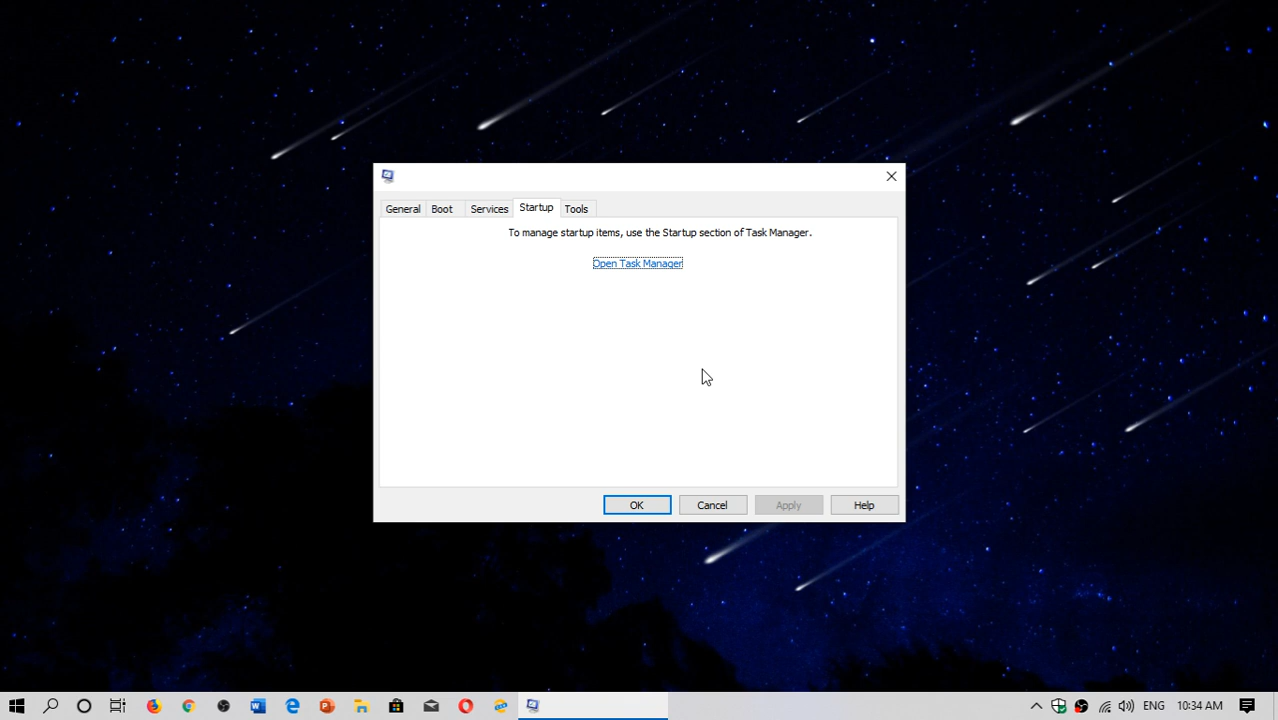 General Boot Services Startup Tools
To manage startup items, use the Startup section of Task Manager.
Open Task Manager
OK Cancel Apply Help
ENG 10:34 AM